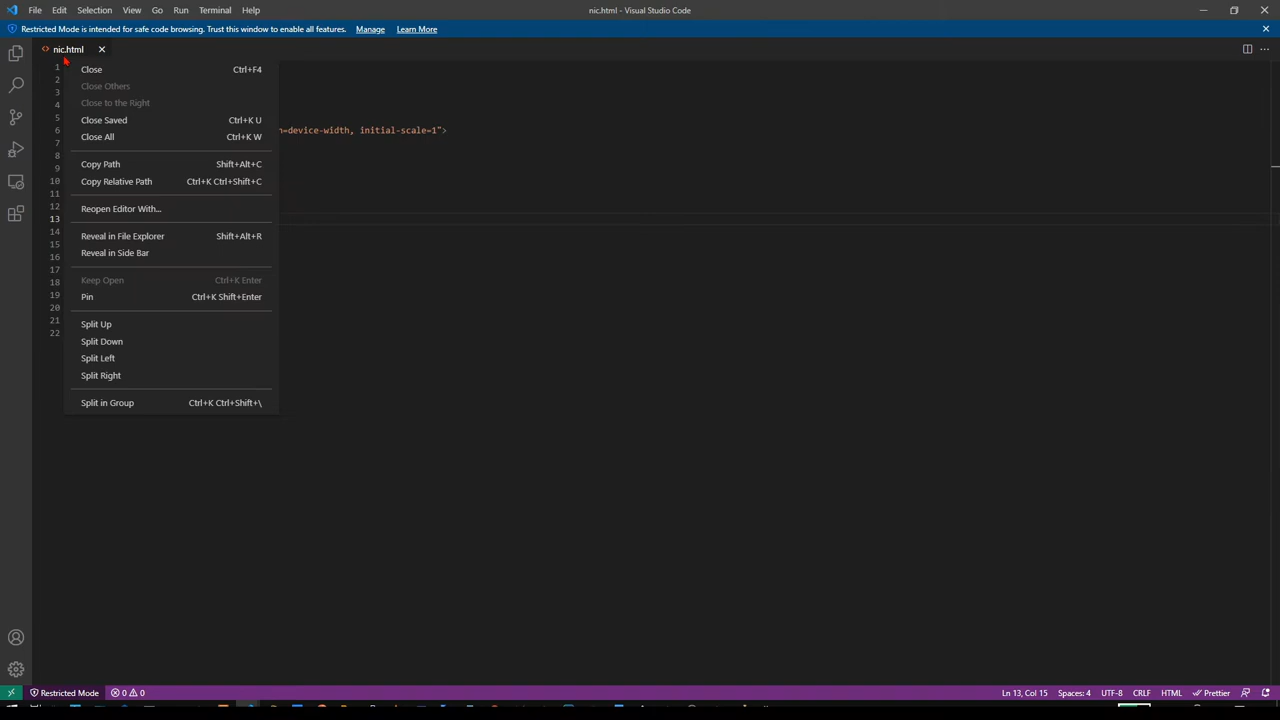 File Edit Selection View Go Run Terminal Help nic.html - Visual Studio Code
Restricted Mode is intended for safe code browsing. Trust this window to enable all features. Manage Learn More
nic.html
1
2
3
4
5
6 n=device-width, initial-scale=1">
7
8
9
10
11
12
13
14
15
16
17
18
19
20
21
22
Close Ctrl+F4
Close Others
Close to the Right
Close Saved Ctrl+K U
Close All Ctrl+K W
Copy Path Shift+Alt+C
Copy Relative Path Ctrl+K Ctrl+Shift+C
Reopen Editor With...
Reveal in File Explorer Shift+Alt+R
Reveal in Side Bar
Keep Open Ctrl+K Enter
Pin Ctrl+K Shift+Enter
Split Up
Split Down
Split Left
Split Right
Split in Group Ctrl+K Ctrl+Shift+\
Restricted Mode 0 0 Ln 13, Col 15 Spaces: 4 UTF-8 CRLF HTML Prettier